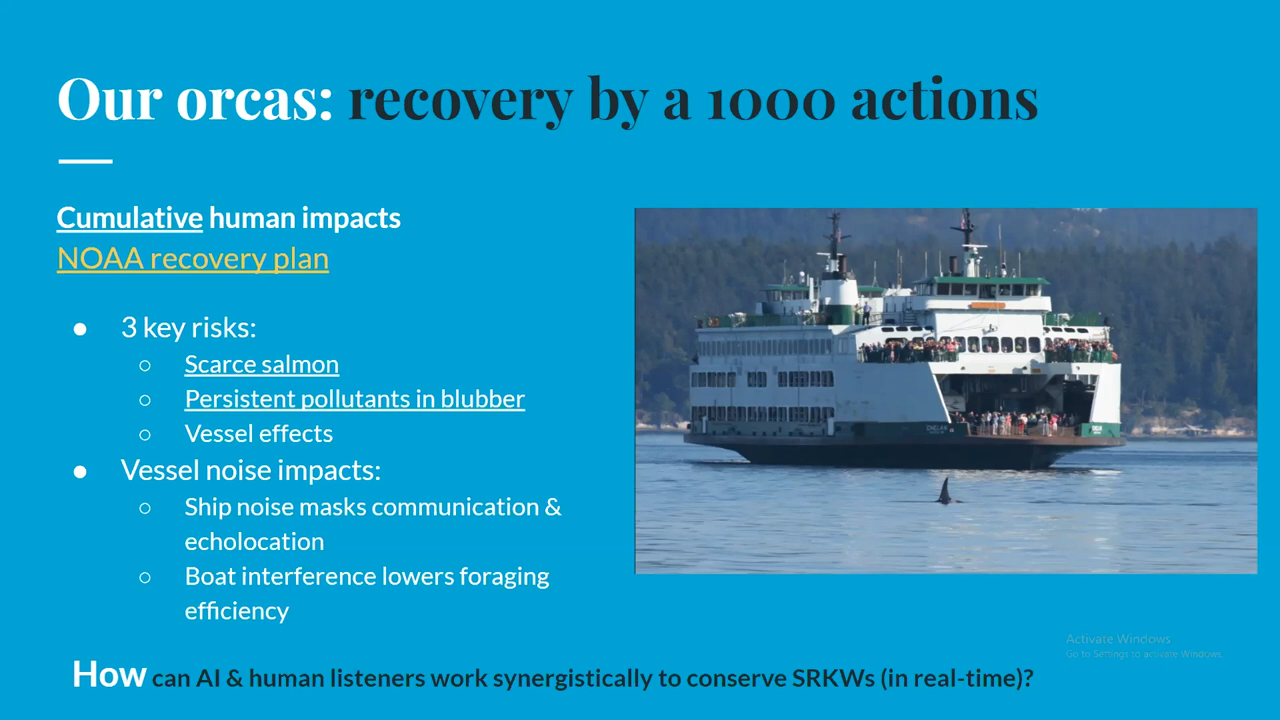 Our orcas: recovery by a 1000 actions
Cumulative human impacts
NOAA recovery plan
● 3 key risks:
○ Scarce salmon
○ Persistent pollutants in blubber
○ Vessel effects
● Vessel noise impacts:
○ Ship noise masks communication &
echolocation
○ Boat interference lowers foraging
efficiency
Activate Windows
Go to Settings to activate Windows.
How can AI & human listeners work synergistically to conserve SRKWs (in real-time)?